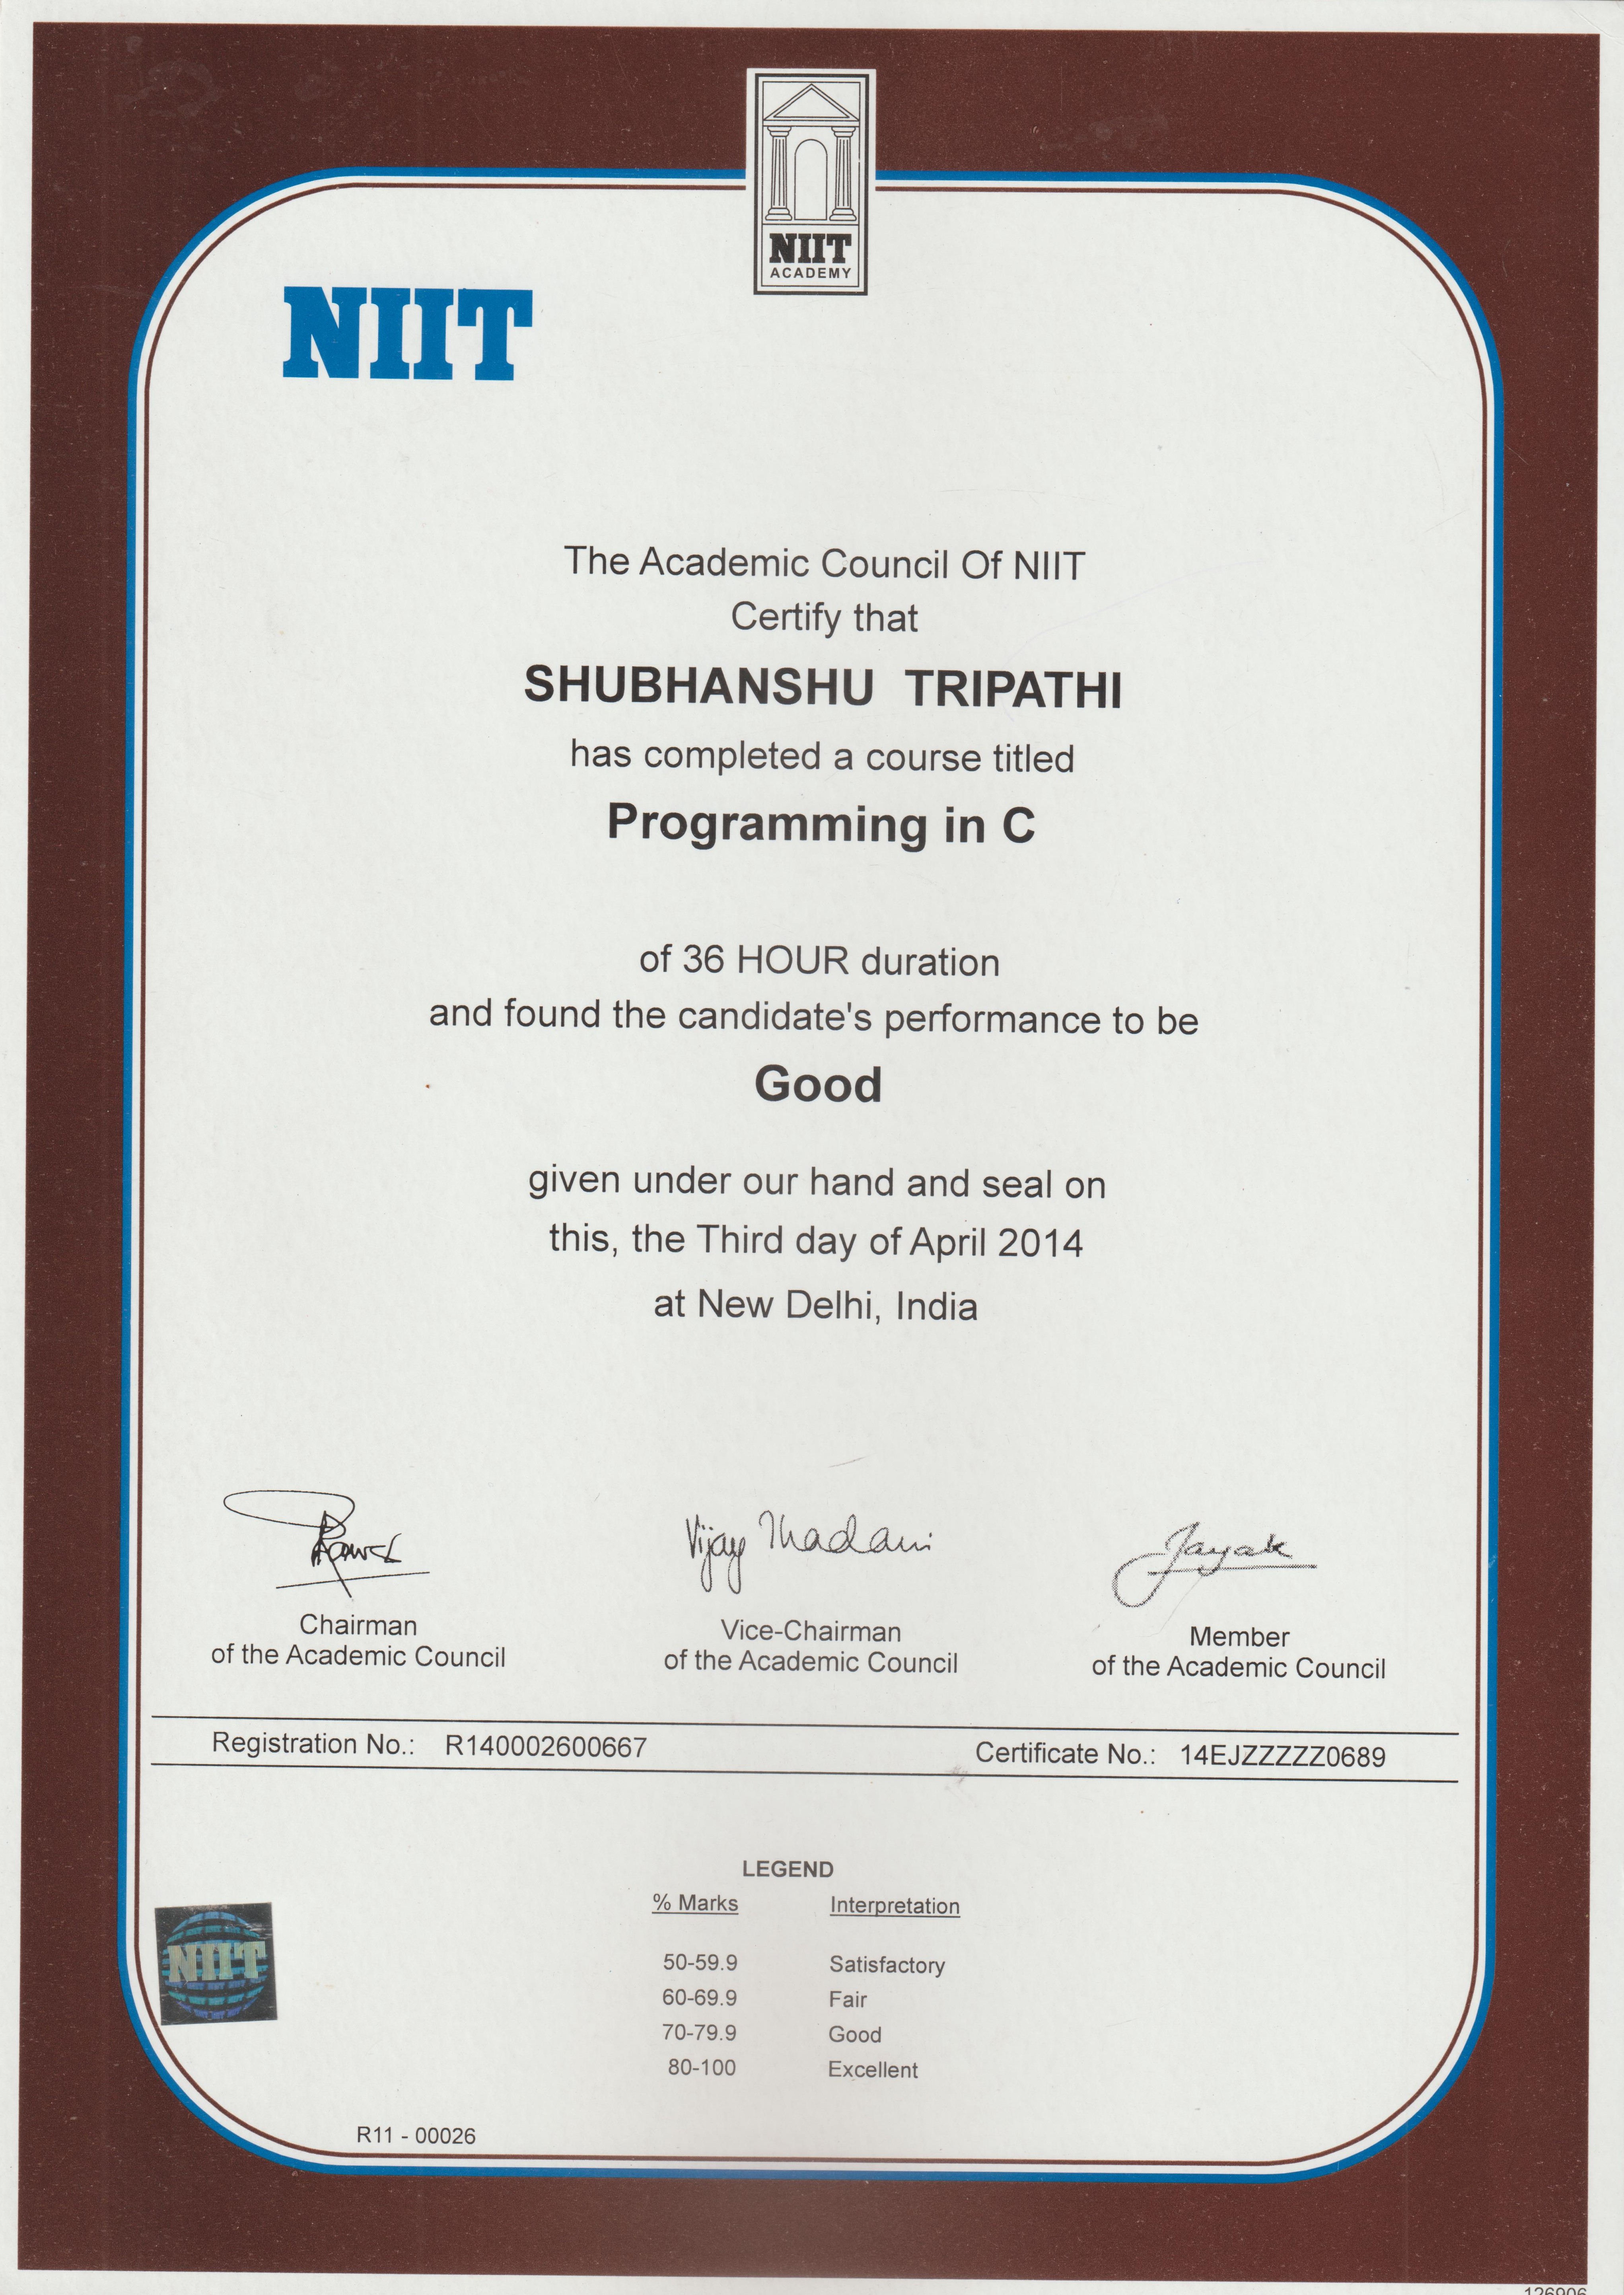 NIIT
ACADEMY
NIIT
The Academic Council Of NIIT
Certify that
SHUBHANSHU TRIPATHI
has completed a course titled
Programming in C
of 36 HOUR duration
and found the candidate's performance to be
Good
given under our hand and seal on
this, the Third day of April 2014
at New Delhi, India
Vijay Thadani
Chairman
of the Academic Council
Vice-Chairman
of the Academic Council
Member
of the Academic Council
Registration No.: R140002600667
Certificate No.: 14EJZZZZZ0689
LEGEND
% Marks Interpretation
50-59.9 Satisfactory
60-69.9 Fair
70-79.9 Good
80-100 Excellent
NIIT
R11 - 00026
126906